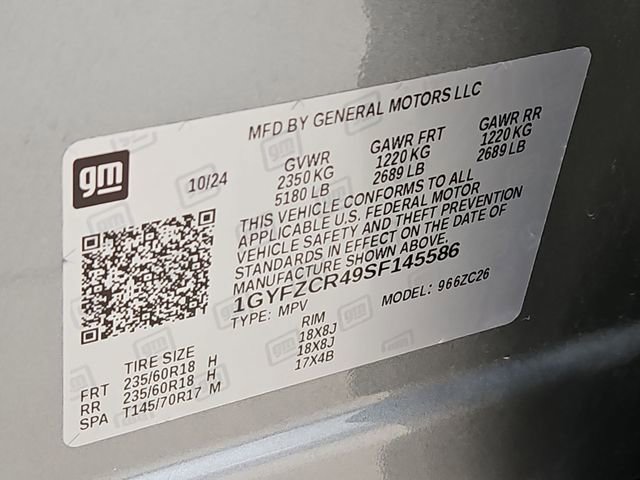 MFD BY GENERAL MOTORS LLC
gm
10/24
GVWR GAWR FRT GAWR RR
2350 KG 1220 KG 1220 KG
5180 LB 2689 LB 2689 LB
THIS VEHICLE CONFORMS TO ALL
APPLICABLE U.S. FEDERAL MOTOR
VEHICLE SAFETY AND THEFT PREVENTION
STANDARDS IN EFFECT ON THE DATE OF
MANUFACTURE SHOWN ABOVE.
1GYFZCR49SF145586
TYPE: MPV MODEL: 966ZC26
TIRE SIZE RIM
FRT 235/60R18 H 18X8J
RR 235/60R18 H 18X8J
SPA T145/70R17 M 17X4B